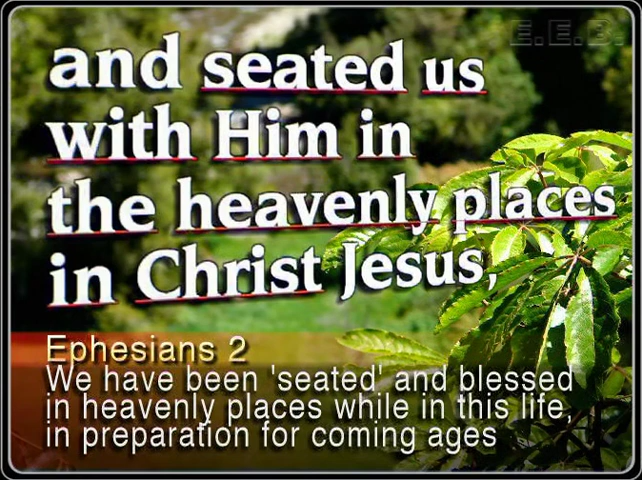 E.E.B.
and seated us
with Him in
the heavenly places
in Christ Jesus,
Ephesians 2
We have been 'seated' and blessed
in heavenly places while in this life,
in preparation for coming ages